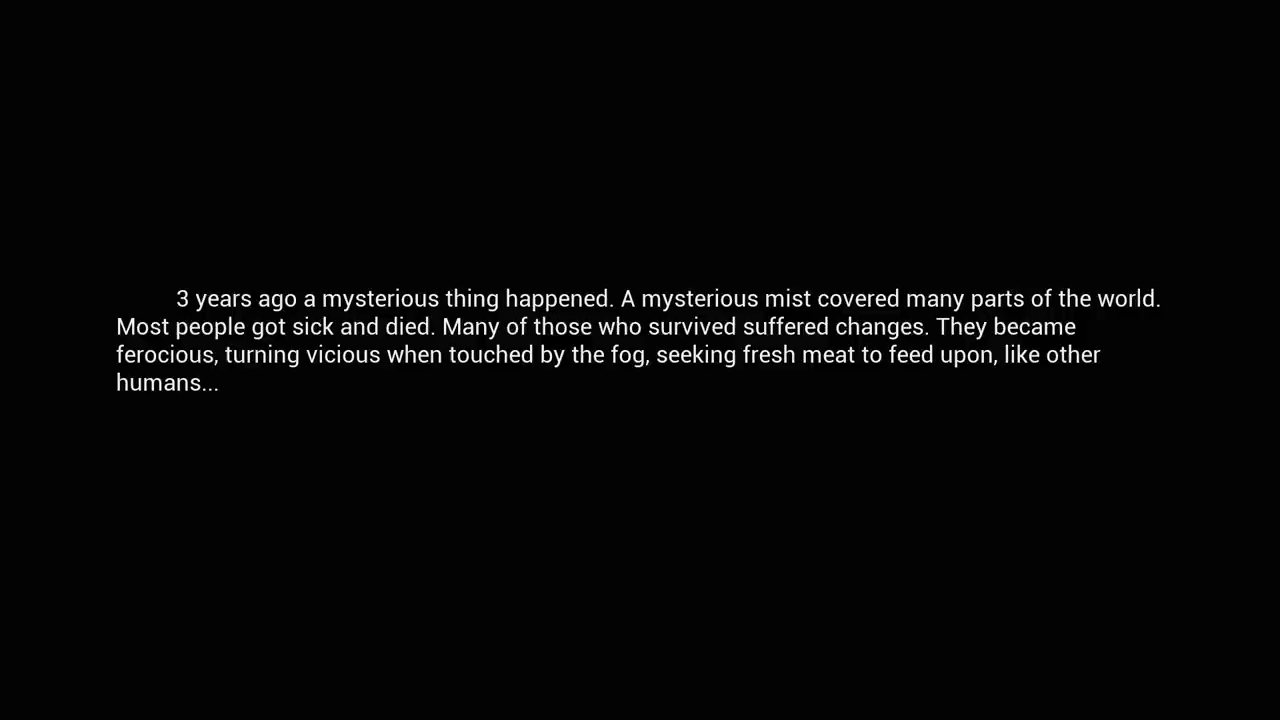 3 years ago a mysterious thing happened. A mysterious mist covered many parts of the world.
Most people got sick and died. Many of those who survived suffered changes. They became
ferocious, turning vicious when touched by the fog, seeking fresh meat to feed upon, like other
humans...